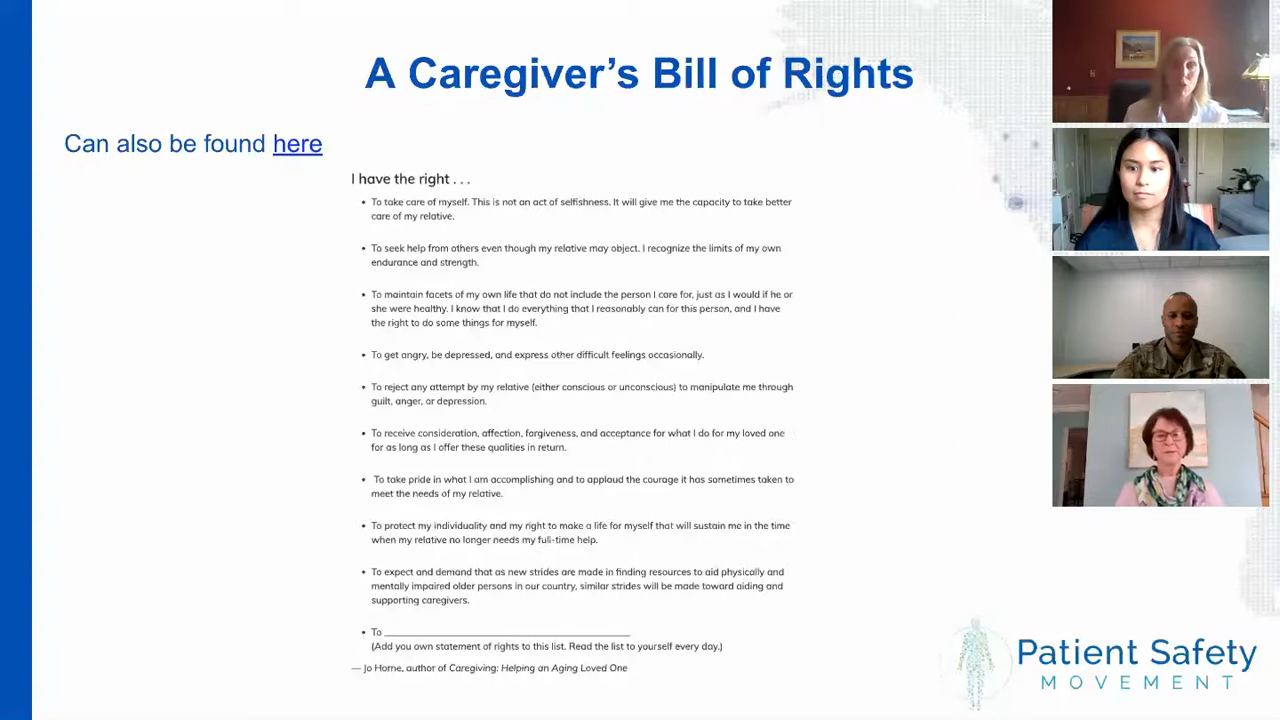 A Caregiver's Bill of Rights
Can also be found here
I have the right . . .
• To take care of myself. This is not an act of selfishness. It will give me the capacity to take better
care of my relative.
• To seek help from others even though my relative may object. I recognize the limits of my own
endurance and strength.
• To maintain facets of my own life that do not include the person I care for, just as I would if he or
she were healthy. I know that I do everything that I reasonably can for this person, and I have
the right to do some things for myself.
• To get angry, be depressed, and express other difficult feelings occasionally.
• To reject any attempt by my relative (either conscious or unconscious) to manipulate me through
guilt, anger, or depression.
• To receive consideration, affection, forgiveness, and acceptance for what I do for my loved one
for as long as I offer these qualities in return.
• To take pride in what I am accomplishing and to applaud the courage it has sometimes taken to
meet the needs of my relative.
• To protect my individuality and my right to make a life for myself that will sustain me in the time
when my relative no longer needs my full-time help.
• To expect and demand that as new strides are made in finding resources to aid physically and
mentally impaired older persons in our country, similar strides will be made toward aiding and
supporting caregivers.
• To ______________________________
(Add you own statement of rights to this list. Read the list to yourself every day.)
— Jo Horne, author of Caregiving: Helping an Aging Loved One
Patient Safety
MOVEMENT